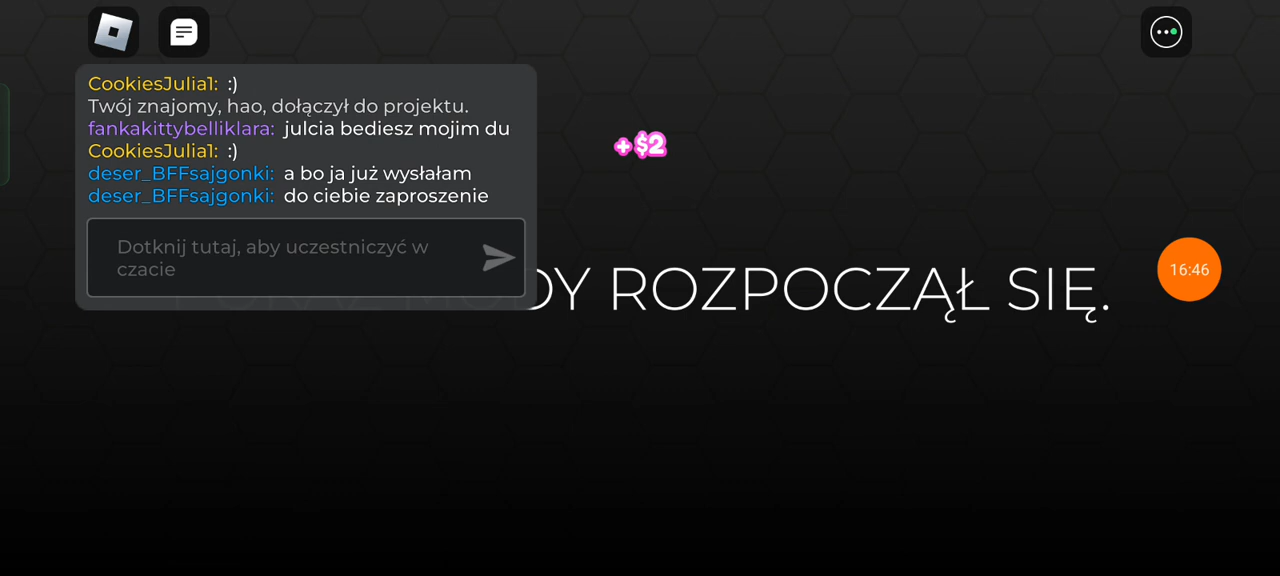 CookiesJulia1: :)
Twój znajomy, hao, dołączył do projektu.
fankakittybelliklara: julcia bediesz mojim du
CookiesJulia1: :)
deser_BFFsajgonki: a bo ja już wysłałam
deser_BFFsajgonki: do ciebie zaproszenie
+$2
Dotknij tutaj, aby uczestniczyć w
czacie
ROZPOCZĄŁ SIĘ.
16:46